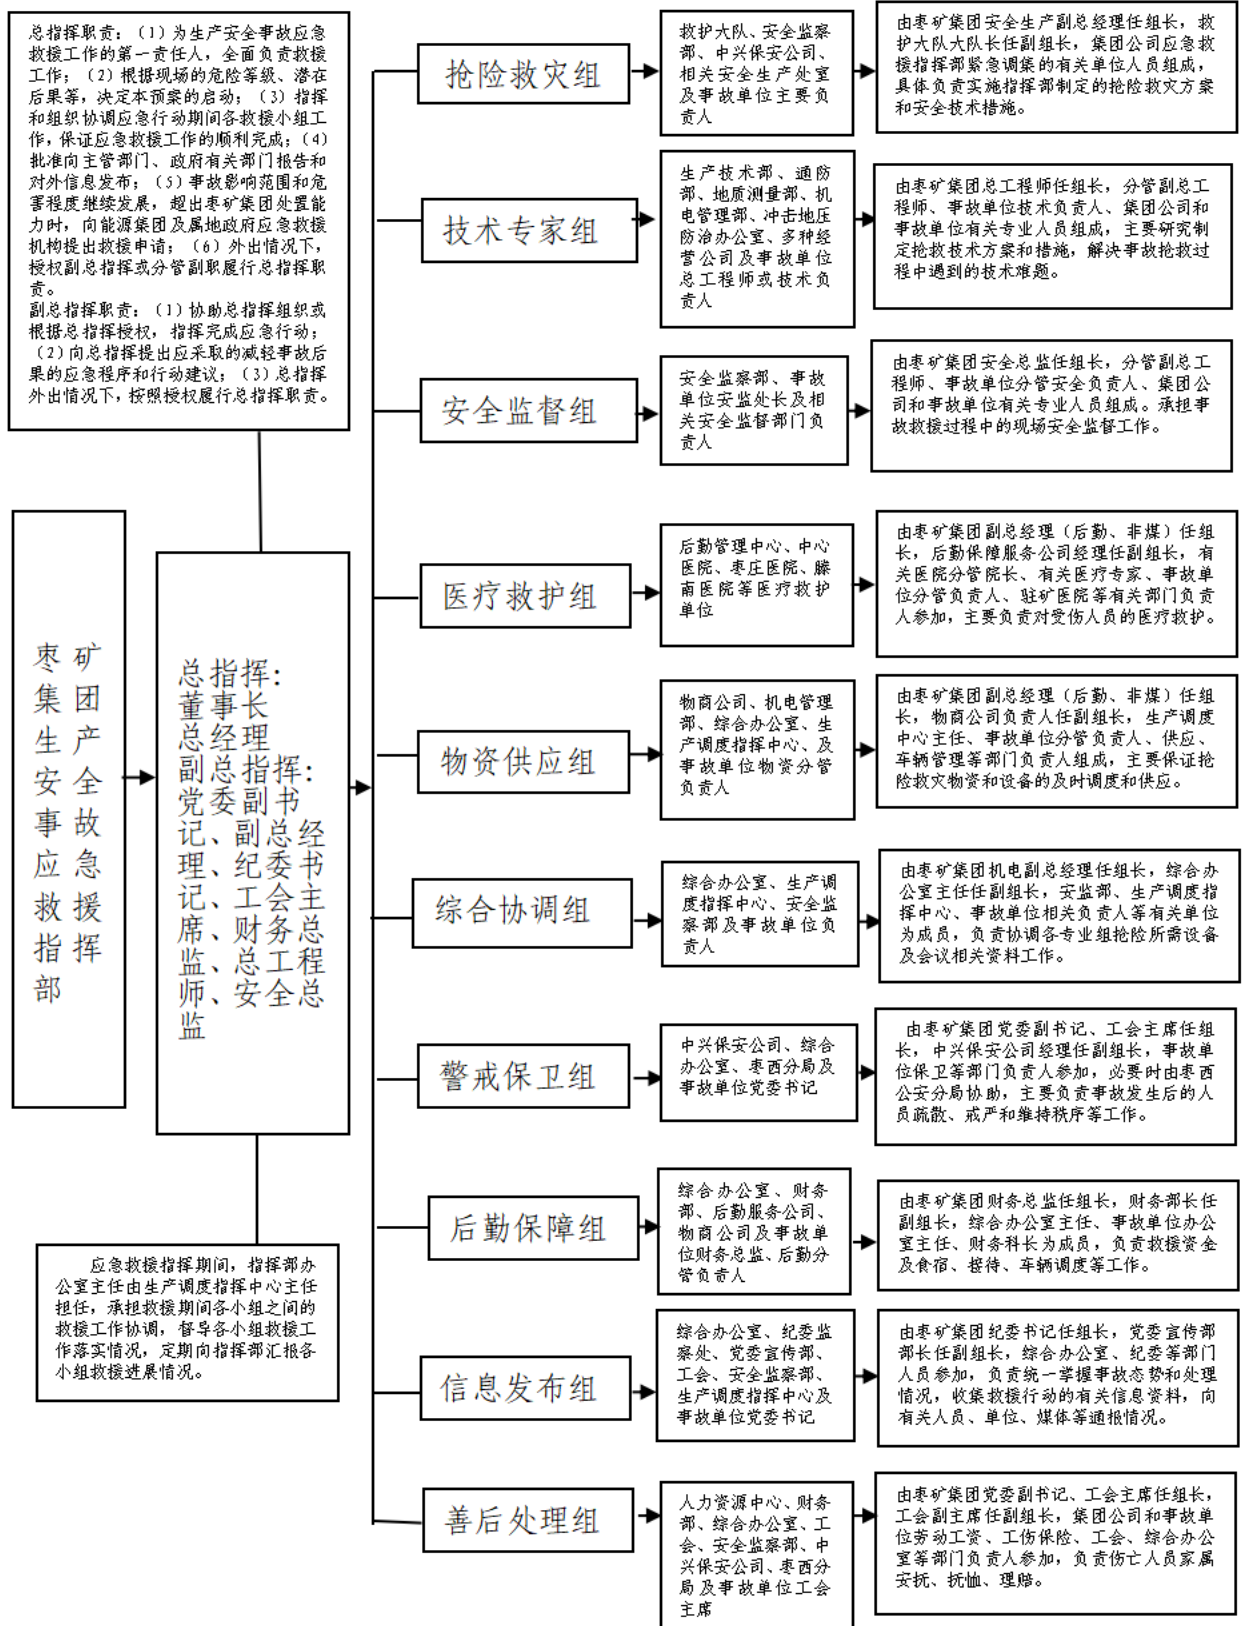 总指挥职责：（1）为生产安全事故应急
救援工作的第一责任人，全面负责救援
工作；（2）根据现场的危险等级、潜在
后果等，决定本预案的启动；（3）指挥
和组织协调应急行动期间各救援小组工
作，保证应急救援工作的顺利完成；（4）
批准向主管部门、政府有关部门报告和
对外信息发布；（5）事故影响范围和危
害程度继续发展，超出枣矿集团处置能
力时，向能源集团及属地政府应急救援
机构提出救援申请；（6）外出情况下，
授权副总指挥或分管副职履行总指挥职
责。
副总指挥职责：（1）协助总指挥组织或
根据总指挥授权，指挥完成应急行动；
（2）向总指挥提出应采取的减轻事故后
果的应急程序和行动建议；（3）总指挥
外出情况下，按照授权履行总指挥职责。
枣矿
集团
生产
安全
事故
应急
救援
指挥
部
总指挥：
董事长
总经理
副总指挥：
党委副书
记、副总经
理、纪委书
记、工会主
席、财务总
监、总工程
师、安全总
监
应急救援指挥期间，指挥部办
公室主任由生产调度指挥中心主任
担任，承担救援期间各小组之间的
救援工作协调，督导各小组救援工
作落实情况，定期向指挥部汇报各
小组救援进展情况。
抢险救灾组
救护大队、安全监察
部、中兴保安公司、
相关安全生产处室
及事故单位主要负
责人
由枣矿集团安全生产副总经理任组长，救
护大队大队长任副组长，集团公司应急救
援指挥部紧急调集的有关单位人员组成，
具体负责实施指挥部制定的抢险救灾方案
和安全技术措施。
技术专家组
生产技术部、通防
部、地质测量部、机
电管理部、冲击地压
防治办公室、多种经
营公司及事故单位
总工程师或技术负
责人
由枣矿集团总工程师任组长，分管副总工
程师、事故单位技术负责人、集团公司和
事故单位有关专业人员组成，主要研究制
定抢救技术方案和措施，解决事故抢救过
程中遇到的技术难题。
安全监督组
安全监察部、事故
单位安监处长及相
关安全监督部门负
责人
由枣矿集团安全总监任组长，分管副总工
程师、事故单位分管安全负责人、集团公
司和事故单位有关专业人员组成。承担事
故救援过程中的现场安全监督工作。
医疗救护组
后勤管理中心、中心
医院、枣庄医院、滕
南医院等医疗救护
单位
由枣矿集团副总经理（后勤、非煤）任组
长，后勤保障服务公司经理任副组长，有
关医院分管院长、有关医疗专家、事故单
位分管负责人、驻矿医院等有关部门负责
人参加，主要负责对受伤人员的医疗救护。
物资供应组
物商公司、机电管理
部、综合办公室、生
产调度指挥中心、及
事故单位物资分管
负责人
由枣矿集团副总经理（后勤、非煤）任组
长，物商公司负责人任副组长，生产调度
中心主任、事故单位分管负责人、供应、
车辆管理等部门负责人组成，主要保证抢
险救灾物资和设备的及时调度和供应。
综合协调组
综合办公室、生产调
度指挥中心、安全监
察部及事故单位负
责人
由枣矿集团机电副总经理任组长，综合办
公室主任任副组长，安监部、生产调度指
挥中心、事故单位相关负责人等有关单位
为成员，负责协调各专业组抢险所需设备
及会议相关资料工作。
警戒保卫组
中兴保安公司、综合
办公室、枣西分局及
事故单位党委书记
由枣矿集团党委副书记、工会主席任组
长，中兴保安公司经理任副组长，事故单
位保卫等部门负责人参加，必要时由枣西
公安分局协助，主要负责事故发生后的人
员疏散、戒严和维持秩序等工作。
后勤保障组
综合办公室、财务
部、后勤服务公司、
物商公司及事故单
位财务总监、后勤分
管负责人
由枣矿集团财务总监任组长，财务部长任
副组长，综合办公室主任、事故单位办公
室主任、财务科长为成员，负责救援资金
及食宿、接待、车辆调度等工作。
信息发布组
综合办公室、纪委监
察处、党委宣传部、
工会、安全监察部、
生产调度指挥中心及
事故单位党委书记
由枣矿集团纪委书记任组长，党委宣传部
部长任副组长，综合办公室、纪委等部门
人员参加，负责统一掌握事故态势和处理
情况，收集救援行动的有关信息资料，向
有关人员、单位、媒体等通报情况。
善后处理组
人力资源中心、财务
部、综合办公室、工
会、安全监察部、中
兴保安公司、枣西分
局及事故单位工会
主席
由枣矿集团党委副书记、工会主席任组长，
工会副主席任副组长，集团公司和事故单
位劳动工资、工伤保险、工会、综合办公
室等部门负责人参加，负责伤亡人员家属
安抚、抚恤、理赔。